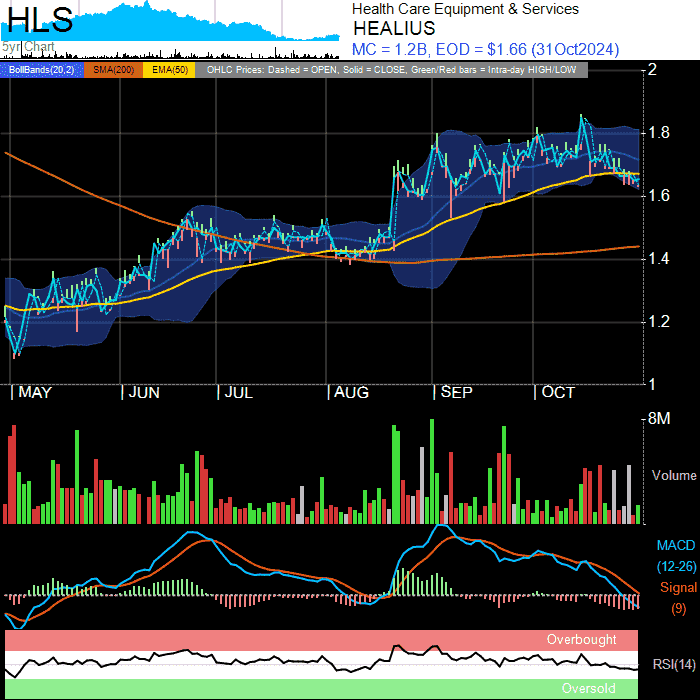 HLS
5yr Chart
Health Care Equipment & Services
HEALIUS
MC = 1.2B, EOD = $1.66 (31Oct2024)
BollBands(20,2) SMA(200) EMA(50) OHLC Prices: Dashed = OPEN, Solid = CLOSE, Green/Red bars = Intra-day HIGH/LOW
2
1.8
1.6
1.4
1.2
1
MAY JUN JUL AUG SEP OCT
8M
Volume
MACD
(12-26)
Signal
(9)
Overbought
RSI(14)
Oversold